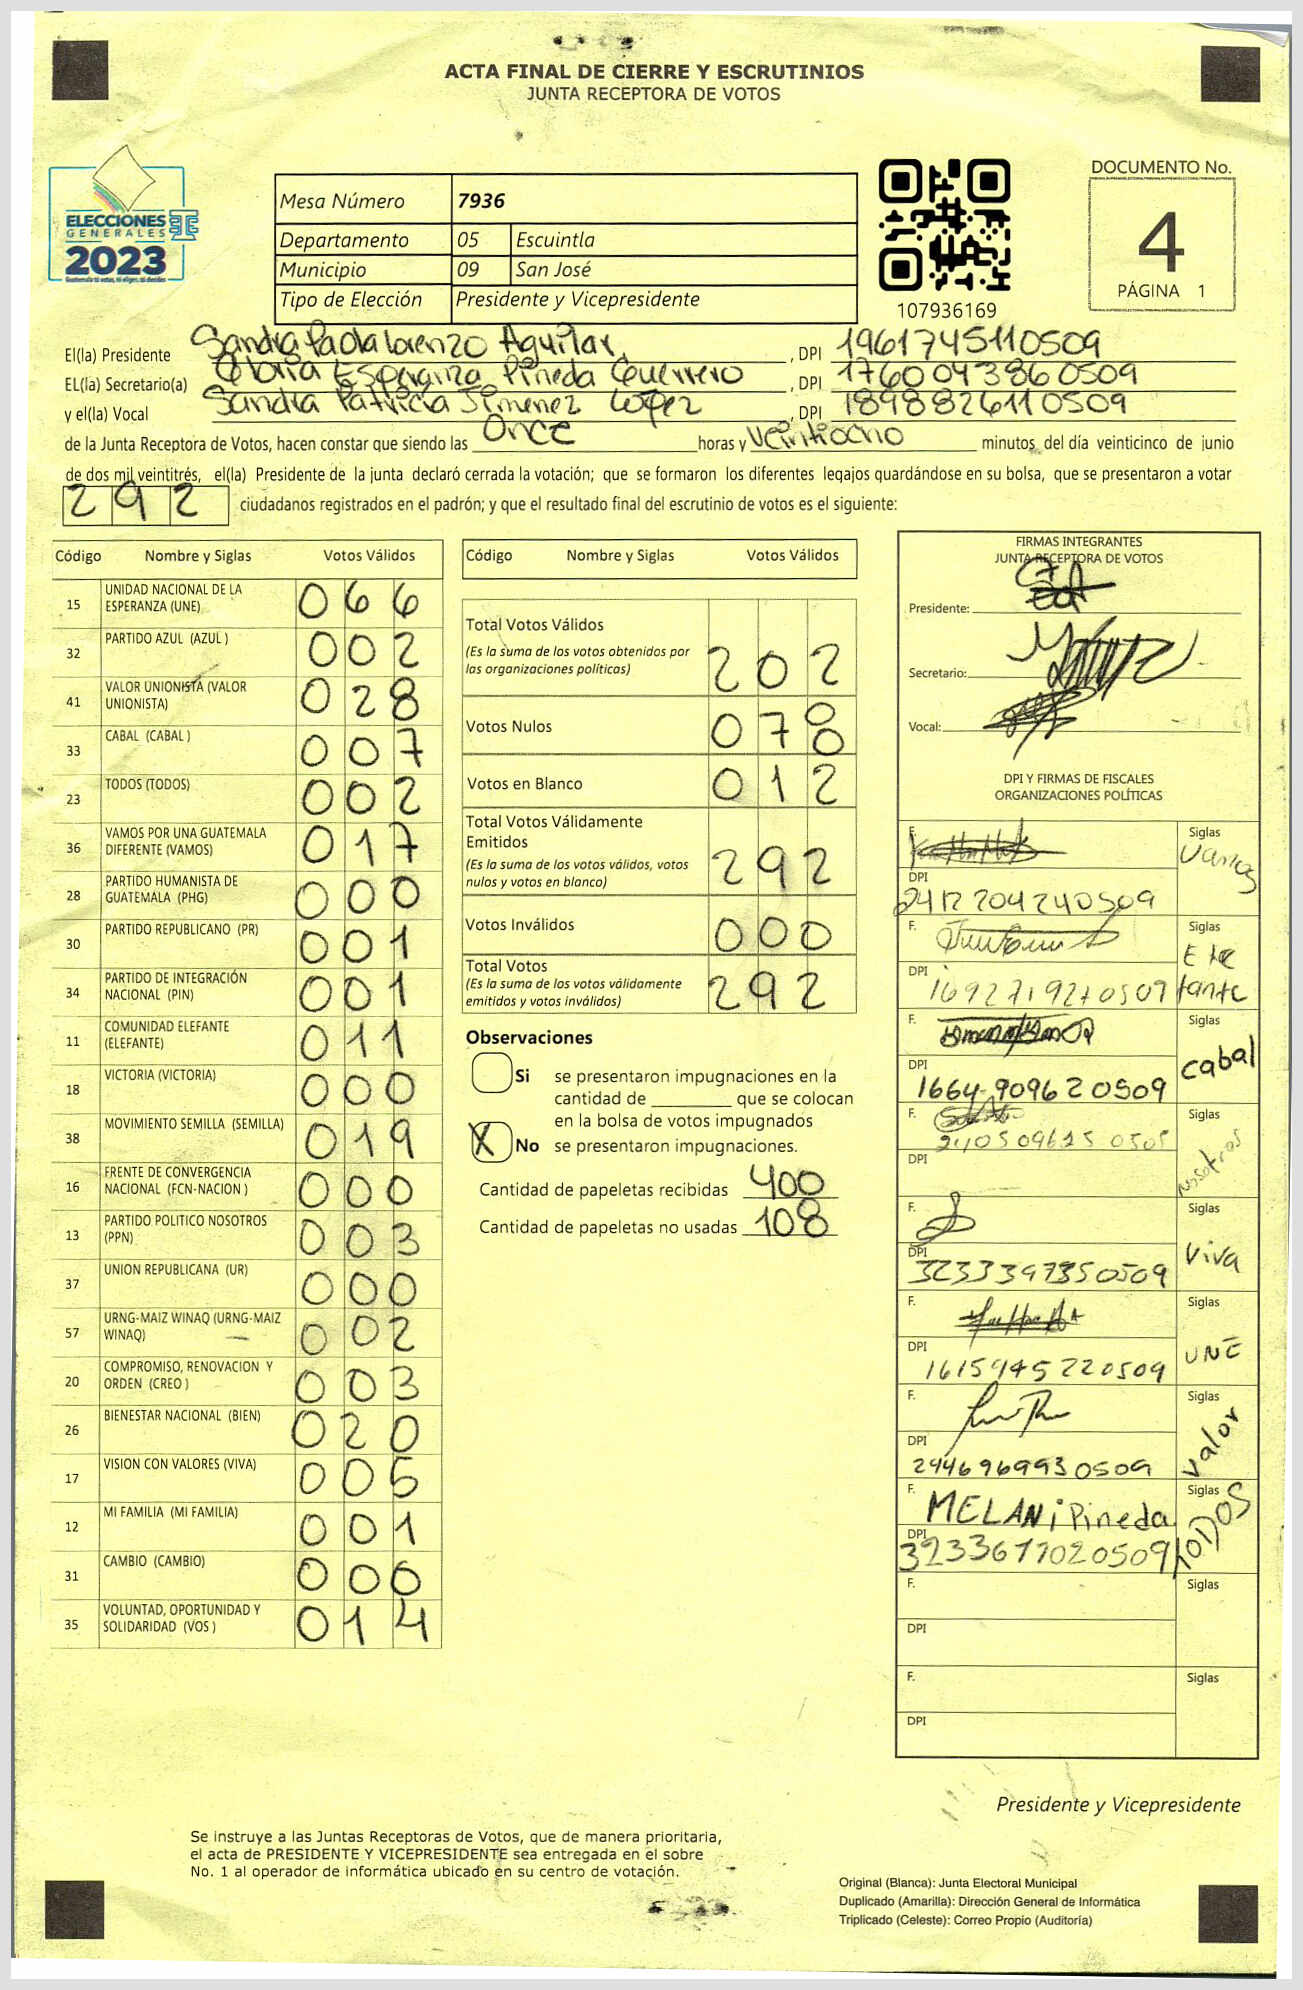 ACTA FINAL DE CIERRE Y ESCRUTINIOS
JUNTA RECEPTORA DE VOTOS
ELECCIONES
GENERALES
2023
Mesa Número 7936
Departamento 05 Escuintla
Municipio 09 San José
Tipo de Elección Presidente y Vicepresidente
107936169
DOCUMENTO No.
4
PÁGINA 1
El(la) Presidente Sandra Paola Lorenzo Aguilar, DPI 1961745110509
EL(la) Secretario(a) Gloria Esperanza Pineda Guerrero, DPI 1760043860509
y el(la) Vocal Sandra Patricia Jimenez López, DPI 1898826110509
de la Junta Receptora de Votos, hacen constar que siendo las Once horas y veintiocho minutos del día veinticinco de junio
de dos mil veintitrés, el(la) Presidente de la junta declaró cerrada la votación; que se formaron los diferentes legajos guardándose en su bolsa, que se presentaron a votar
292 ciudadanos registrados en el padrón; y que el resultado final del escrutinio de votos es el siguiente:
Código Nombre y Siglas Votos Válidos
15 UNIDAD NACIONAL DE LA ESPERANZA (UNE) 066
32 PARTIDO AZUL (AZUL ) 002
41 VALOR UNIONISTA (VALOR UNIONISTA) 028
33 CABAL (CABAL ) 007
23 TODOS (TODOS) 002
36 VAMOS POR UNA GUATEMALA DIFERENTE (VAMOS) 017
28 PARTIDO HUMANISTA DE GUATEMALA (PHG) 000
30 PARTIDO REPUBLICANO (PR) 001
34 PARTIDO DE INTEGRACIÓN NACIONAL (PIN) 001
11 COMUNIDAD ELEFANTE (ELEFANTE) 011
18 VICTORIA (VICTORIA) 000
38 MOVIMIENTO SEMILLA (SEMILLA) 019
16 FRENTE DE CONVERGENCIA NACIONAL (FCN-NACION ) 000
13 PARTIDO POLITICO NOSOTROS (PPN) 003
37 UNION REPUBLICANA (UR) 000
57 URNG-MAIZ WINAQ (URNG-MAIZ WINAQ) 002
20 COMPROMISO, RENOVACION Y ORDEN (CREO ) 003
26 BIENESTAR NACIONAL (BIEN) 020
17 VISION CON VALORES (VIVA) 005
12 MI FAMILIA (MI FAMILIA) 001
31 CAMBIO (CAMBIO)
35 VOLUNTAD, OPORTUNIDAD Y SOLIDARIDAD (VOS ) 014
Código Nombre y Siglas Votos Válidos
Total Votos Válidos 202
(Es la suma de los votos obtenidos por
las organizaciones políticas)
Votos Nulos 078
Votos en Blanco 012
Total Votos Válidamente
Emitidos 292
(Es la suma de los votos válidos, votos
nulos y votos en blanco)
Votos Inválidos 000
Total Votos 292
(Es la suma de los votos válidamente
emitidos y votos inválidos)
Observaciones
Si se presentaron impugnaciones en la
cantidad de ________ que se colocan
en la bolsa de votos impugnados
X No se presentaron impugnaciones.
Cantidad de papeletas recibidas 400
Cantidad de papeletas no usadas 108
FIRMAS INTEGRANTES
JUNTA RECEPTORA DE VOTOS
Presidente:
Secretario:
Vocal:
DPI Y FIRMAS DE FISCALES
ORGANIZACIONES POLÍTICAS
F. Siglas Vamos
DPI 2417204240509
F. Siglas Elefante
DPI
F. Siglas cabal
DPI 1664909620509
F. Siglas nosotros
DPI
F. Siglas Viva
DPI 3233397350509
F. Siglas UNE
DPI 1615945220509
F. Siglas Valor
DPI 2446969930509
F. MELANi Pineda Siglas TODOS
DPI 3233677020509
F. Siglas
DPI
F. Siglas
DPI
Presidente y Vicepresidente
Se instruye a las Juntas Receptoras de Votos, que de manera prioritaria,
el acta de PRESIDENTE Y VICEPRESIDENTE sea entregada en el sobre
No. 1 al operador de informática ubicado en su centro de votación.
Original (Blanca): Junta Electoral Municipal
Duplicado (Amarilla): Dirección General de Informática
Triplicado (Celeste): Correo Propio (Auditoría)